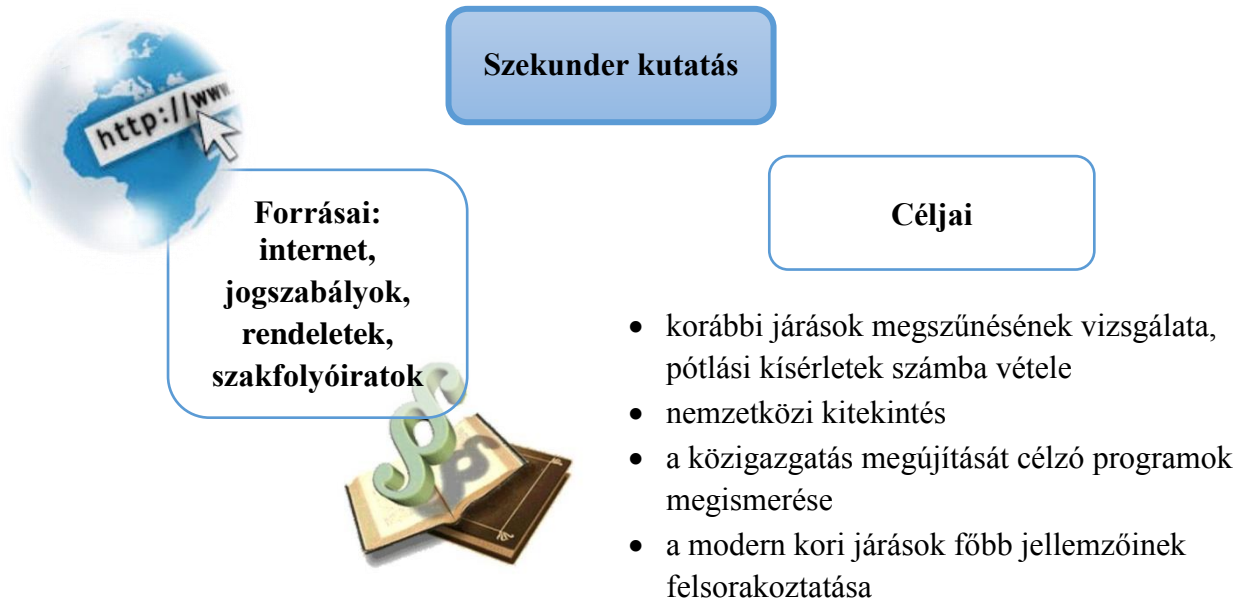 Szekunder kutatás
http://www.
Forrásai:
internet,
jogszabályok,
rendeletek,
szakfolyóiratok
Céljai
• korábbi járások megszűnésének vizsgálata,
pótlási kísérletek számba vétele
• nemzetközi kitekintés
• a közigazgatás megújítását célzó programok
megismerése
• a modern kori járások főbb jellemzőinek
felsorakoztatása